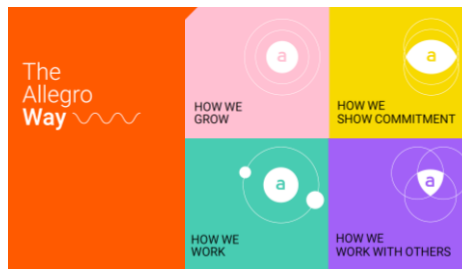 The
Allegro
Way
a
HOW WE
GROW
a
HOW WE
SHOW COMMITMENT
a
HOW WE
WORK
a
HOW WE
WORK WITH OTHERS